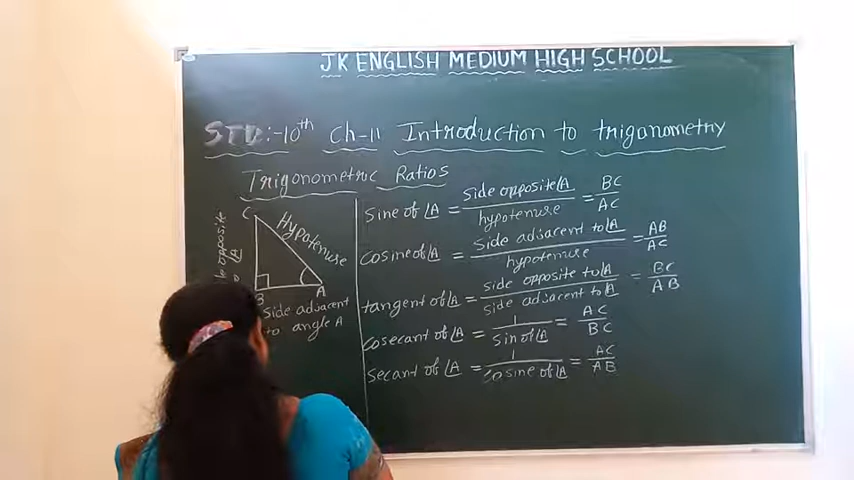 JK ENGLISH MEDIUM HIGH SCHOOL
STD:-10th Ch-11 Introduction to trigonometry
Trigonometric Ratios
C
Hypotenuse
opposite
∠A
B A
Side adjacent
to angle A
sine of ∠A = side opposite ∠A / hypotenuse = BC / AC
cosine of ∠A = side adjacent to ∠A / hypotenuse = AB / AC
tangent of ∠A = side opposite to ∠A / side adjacent to ∠A = BC / AB
cosecant of ∠A = 1 / sin of ∠A = AC / BC
secant of ∠A = 1 / cosine of ∠A = AC / AB